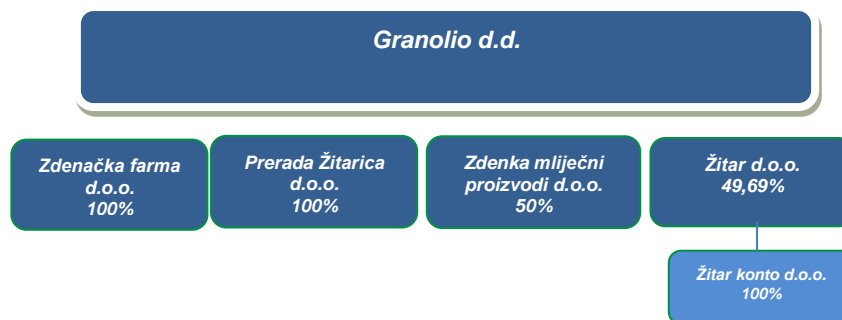 Granolio d.d.
Zdenačka farma
d.o.o.
100%
Prerada Žitarica
d.o.o.
100%
Zdenka mliječni
proizvodi d.o.o.
50%
Žitar d.o.o.
49,69%
Žitar konto d.o.o.
100%